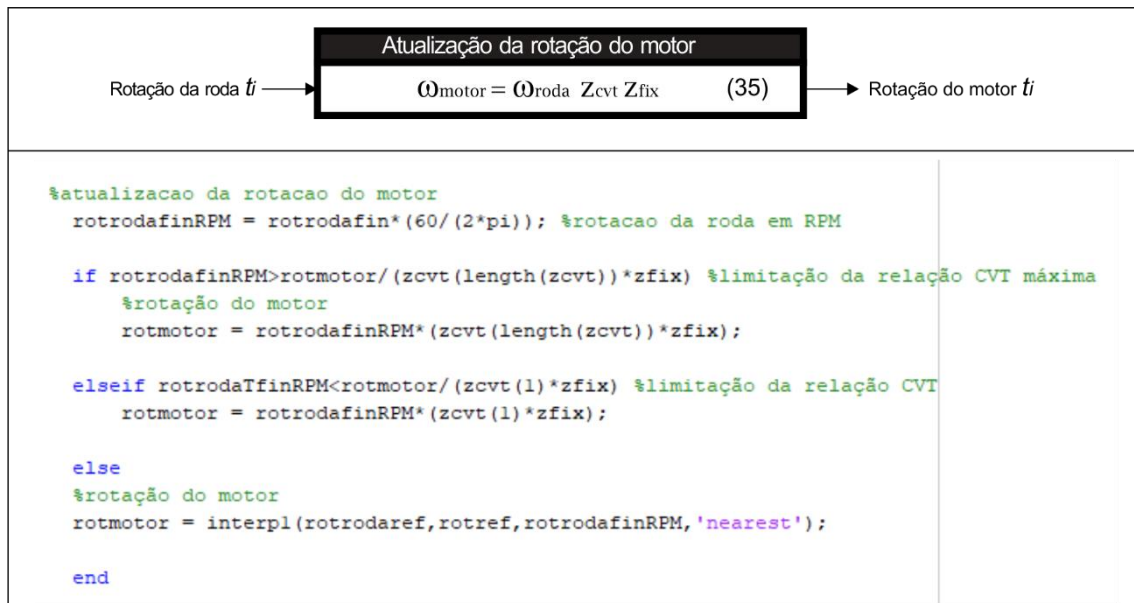 Atualização da rotação do motor
Rotação da roda ti
ωmotor = ωroda Zcvt Zfix (35)
Rotação do motor ti
%atualizacao da rotacao do motor
rotrodafinRPM = rotrodafin*(60/(2*pi)); %rotacao da roda em RPM
if rotrodafinRPM>rotmotor/(zcvt(length(zcvt))*zfix) %limitação da relação CVT máxima
%rotação do motor
rotmotor = rotrodafinRPM*(zcvt(length(zcvt))*zfix);
elseif rotrodaTfinRPM<rotmotor/(zcvt(1)*zfix) %limitação da relação CVT
rotmotor = rotrodafinRPM*(zcvt(1)*zfix);
else
%rotação do motor
rotmotor = interp1(rotrodaref,rotref,rotrodafinRPM,'nearest');
end